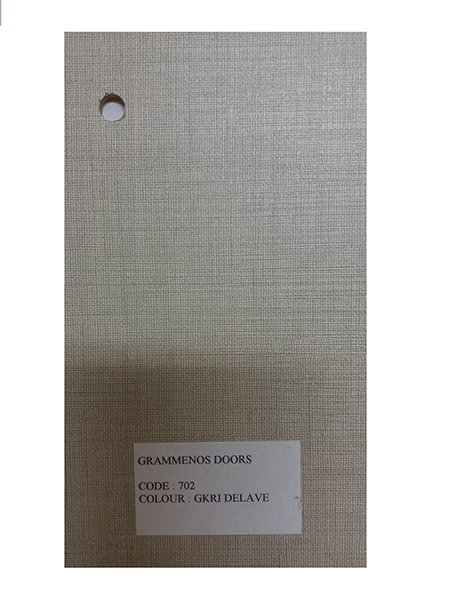 GRAMMENOS DOORS
CODE : 702
COLOUR : GKRI DELAVE